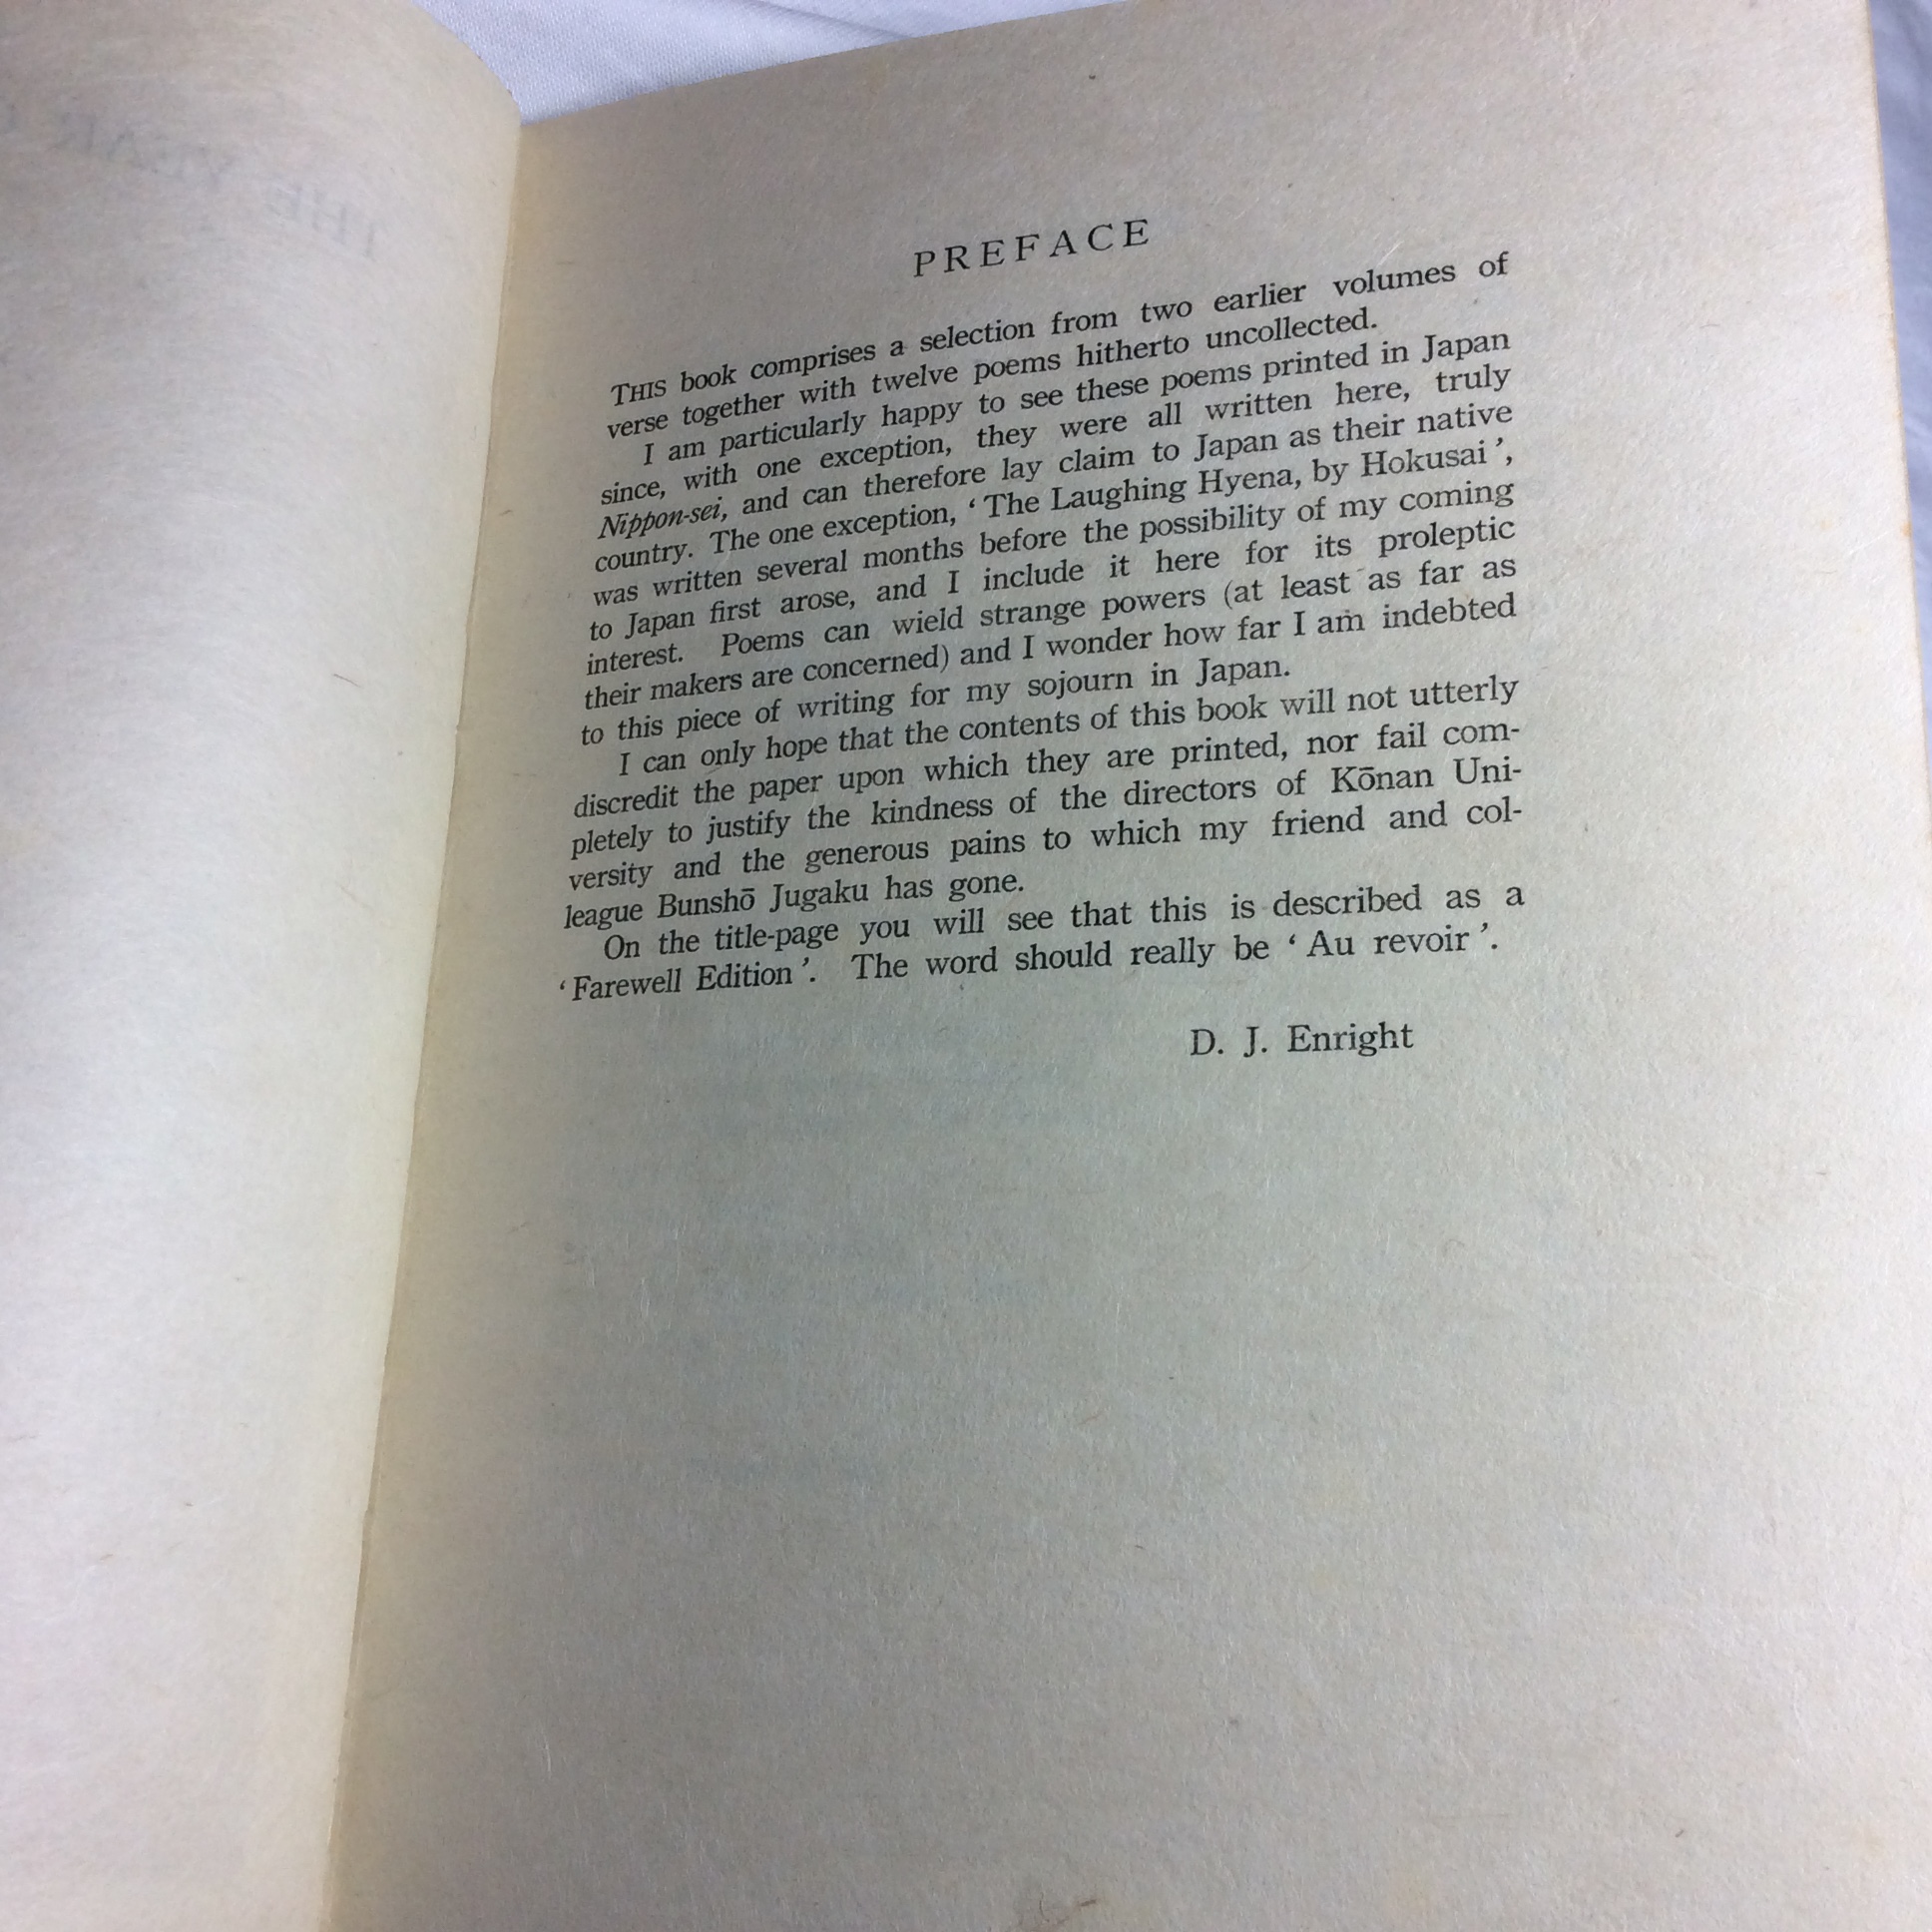 THE YEAR
PREFACE
THIS book comprises a selection from two earlier volumes of
verse together with twelve poems hitherto uncollected.
I am particularly happy to see these poems printed in Japan
since, with one exception, they were all written here, truly
Nippon-sei, and can therefore lay claim to Japan as their native
country. The one exception, ‘The Laughing Hyena, by Hokusai’,
was written several months before the possibility of my coming
to Japan first arose, and I include it here for its proleptic
interest. Poems can wield strange powers (at least as far as
their makers are concerned) and I wonder how far I am indebted
to this piece of writing for my sojourn in Japan.
I can only hope that the contents of this book will not utterly
discredit the paper upon which they are printed, nor fail com-
pletely to justify the kindness of the directors of Kōnan Uni-
versity and the generous pains to which my friend and col-
league Bunshō Jugaku has gone.
On the title-page you will see that this is described as a
‘Farewell Edition’. The word should really be ‘Au revoir’.
D. J. Enright